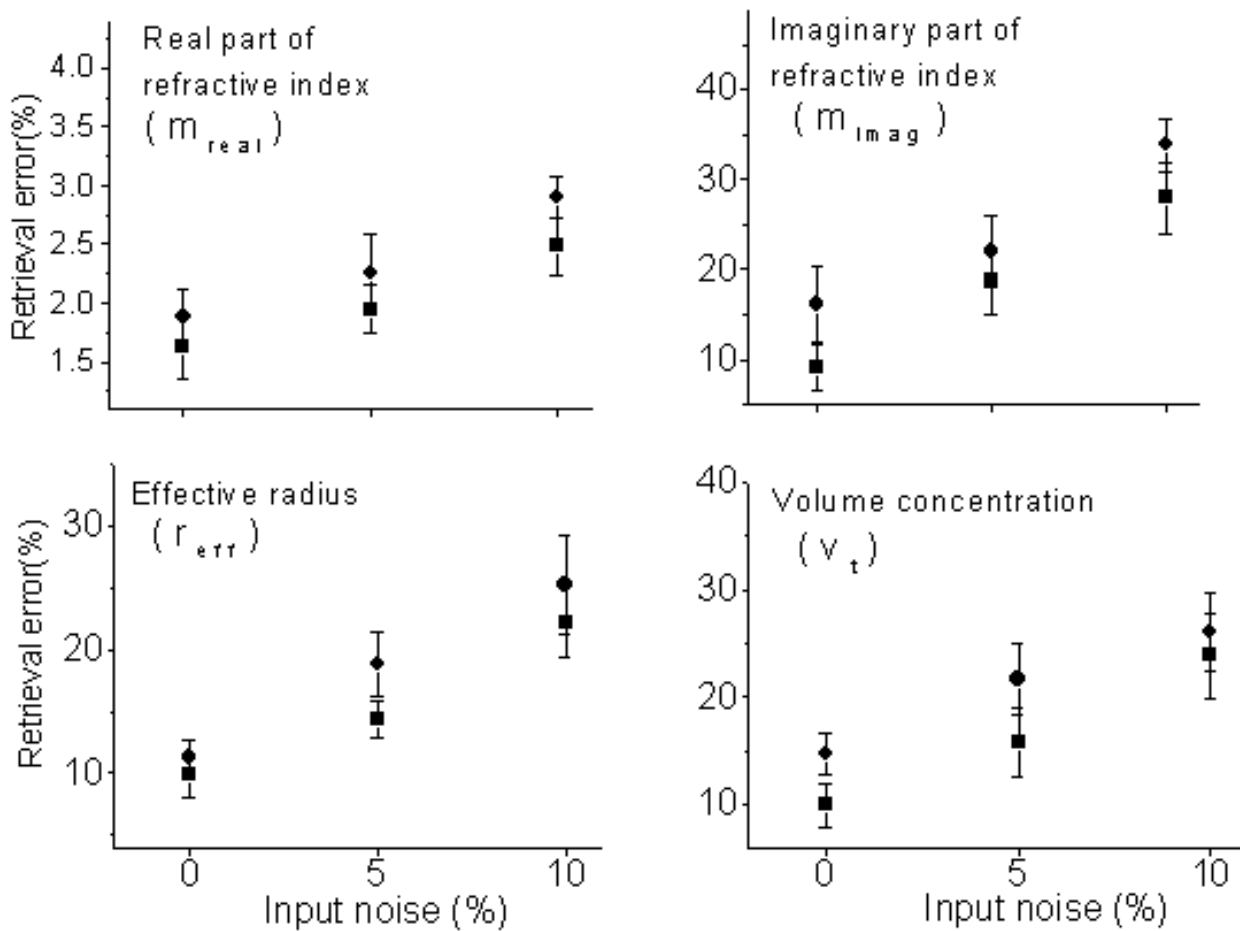 Real part of
refractive index
( m real )
Retrieval error(%)
4.0
3.5
3.0
2.5
2.0
1.5
Imaginary part of
refractive index
( m Imag )
40
30
20
10
Effective radius
( r eff )
Retrieval error(%)
30
20
10
0 5 10
Input noise (%)
Volume concentration
( v t )
40
30
20
10
0 5 10
Input noise (%)